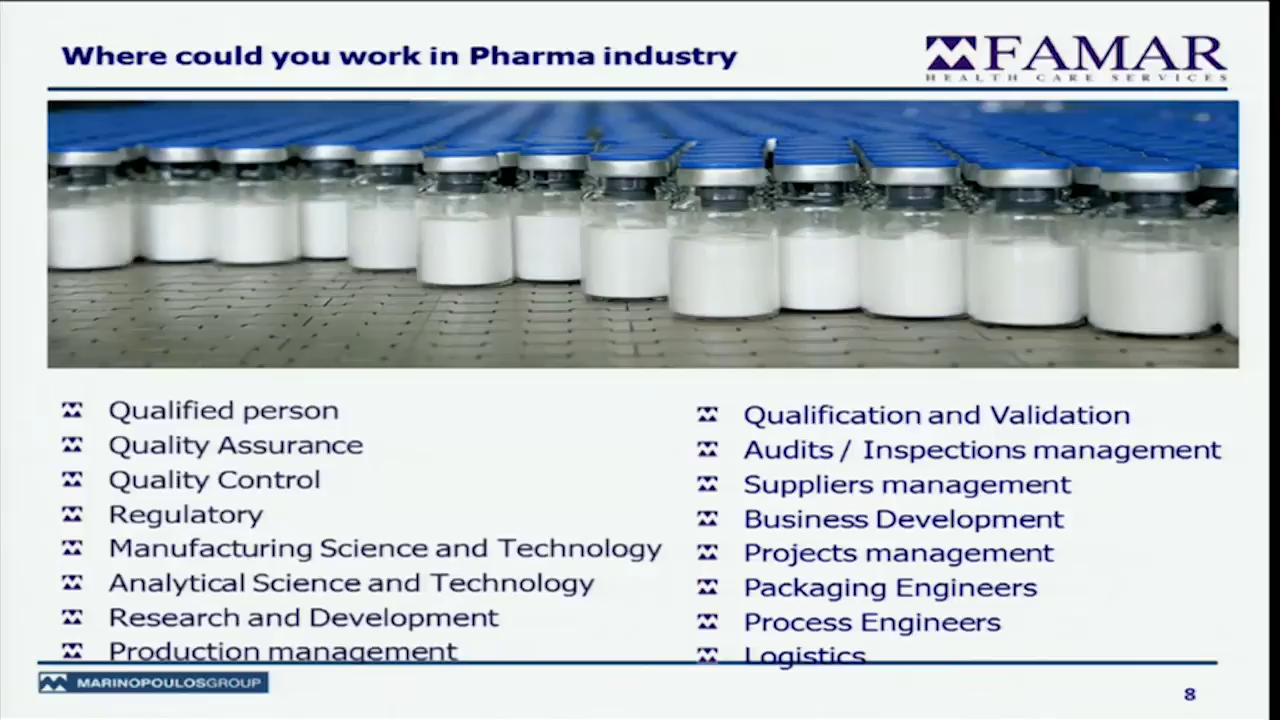 Where could you work in Pharma industry
FAMAR
HEALTH CARE SERVICES
Qualified person
Quality Assurance
Quality Control
Regulatory
Manufacturing Science and Technology
Analytical Science and Technology
Research and Development
Production management
Qualification and Validation
Audits / Inspections management
Suppliers management
Business Development
Projects management
Packaging Engineers
Process Engineers
Logistics
MARINOPOULOSGROUP
8